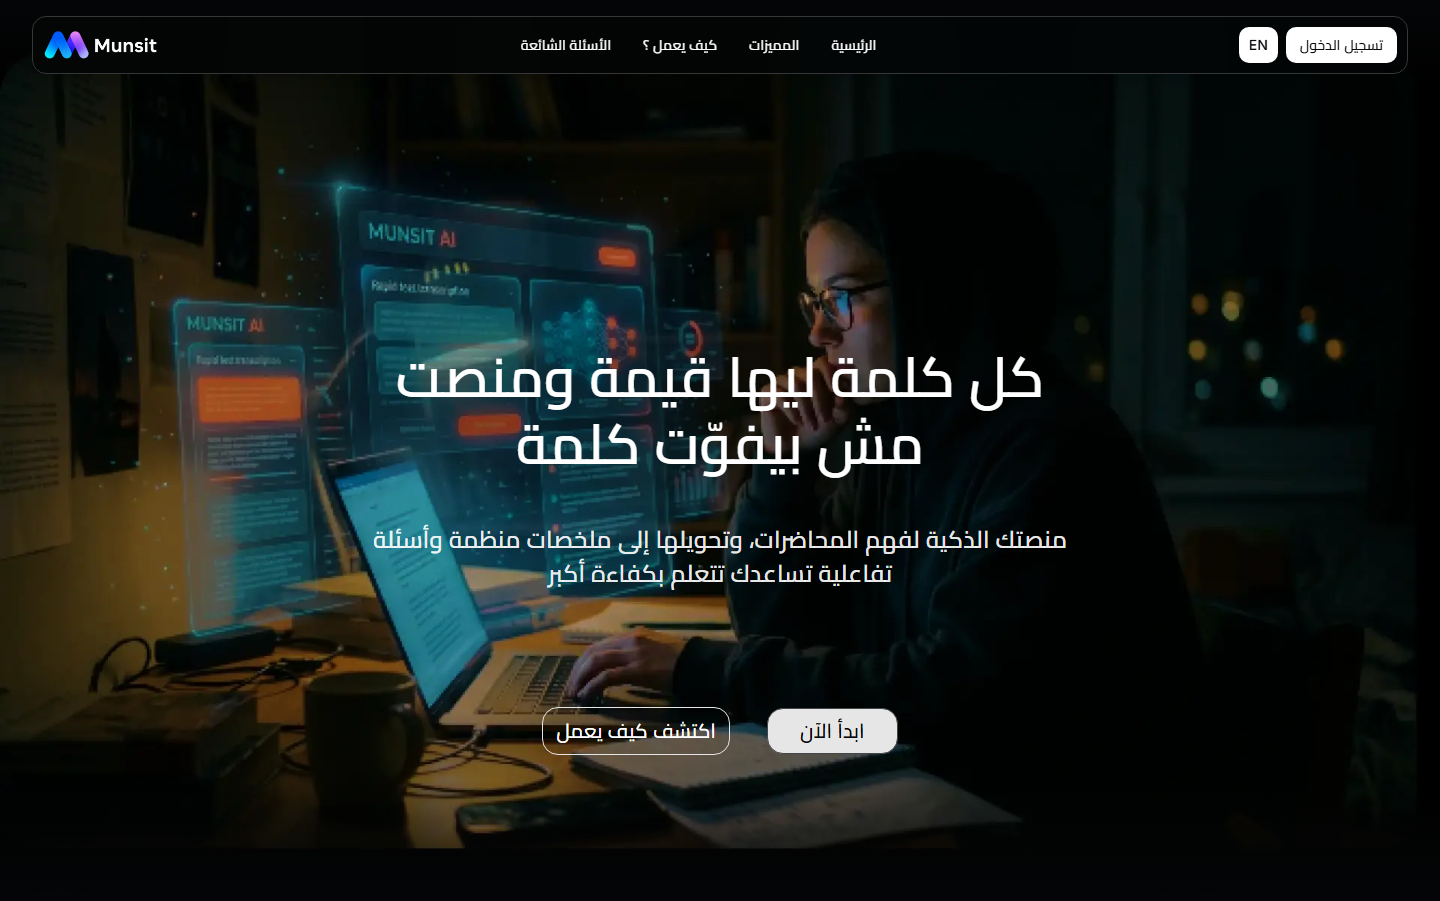 Munsit
الرئيسية
المميزات
كيف يعمل ؟
الأسئلة الشائعة
تسجيل الدخول
EN
MUNSIT AI
MUNSIT AI
كل كلمة ليها قيمة ومنصت
مش بيفوّت كلمة
منصتك الذكية لفهم المحاضرات، وتحويلها إلى ملخصات منظمة وأسئلة
تفاعلية تساعدك تتعلم بكفاءة أكبر
ابدأ الآن
اكتشف كيف يعمل